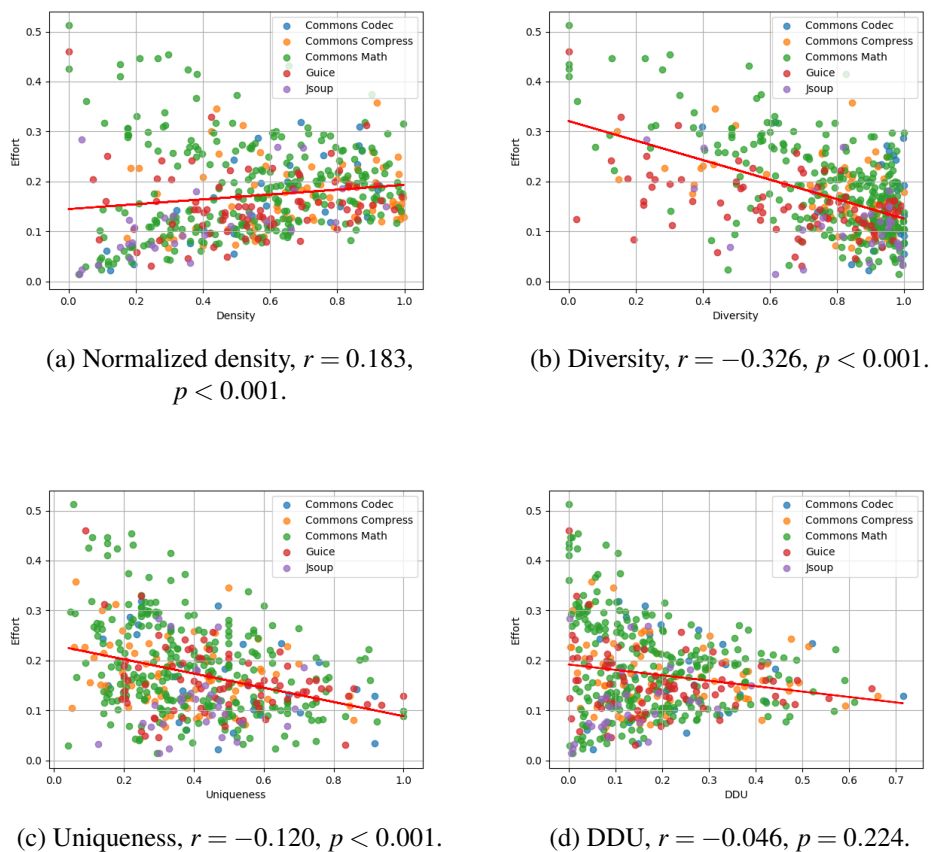 0.5
0.4
0.3
0.2
0.1
0.0
Effort
0.0
0.2
0.4
0.6
0.8
1.0
Density
Commons Codec
Commons Compress
Commons Math
Guice
Jsoup
(a) Normalized density, r = 0.183,
p < 0.001.
0.5
0.4
0.3
0.2
0.1
0.0
Effort
0.0
0.2
0.4
0.6
0.8
1.0
Diversity
Commons Codec
Commons Compress
Commons Math
Guice
Jsoup
(b) Diversity, r = −0.326, p < 0.001.
0.5
0.4
0.3
0.2
0.1
0.0
Effort
0.0
0.2
0.4
0.6
0.8
1.0
Uniqueness
Commons Codec
Commons Compress
Commons Math
Guice
Jsoup
(c) Uniqueness, r = −0.120, p < 0.001.
0.5
0.4
0.3
0.2
0.1
0.0
Effort
0.0
0.1
0.2
0.3
0.4
0.5
0.6
0.7
DDU
Commons Codec
Commons Compress
Commons Math
Guice
Jsoup
(d) DDU, r = −0.046, p = 0.224.